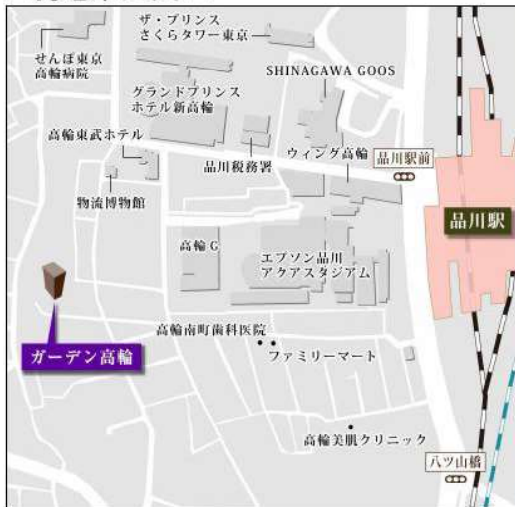 ザ・プリンス
さくらタワー東京
せんぽ東京
高輪病院
SHINAGAWA GOOS
グランドプリンス
ホテル新高輪
高輪東武ホテル
品川税務署
ウィング高輪
品川駅前
物流博物館
品川駅
高輪G
エプソン品川
アクアスタジアム
高輪南町歯科医院
ファミリーマート
ガーデン高輪
高輪美肌クリニック
八ツ山橋